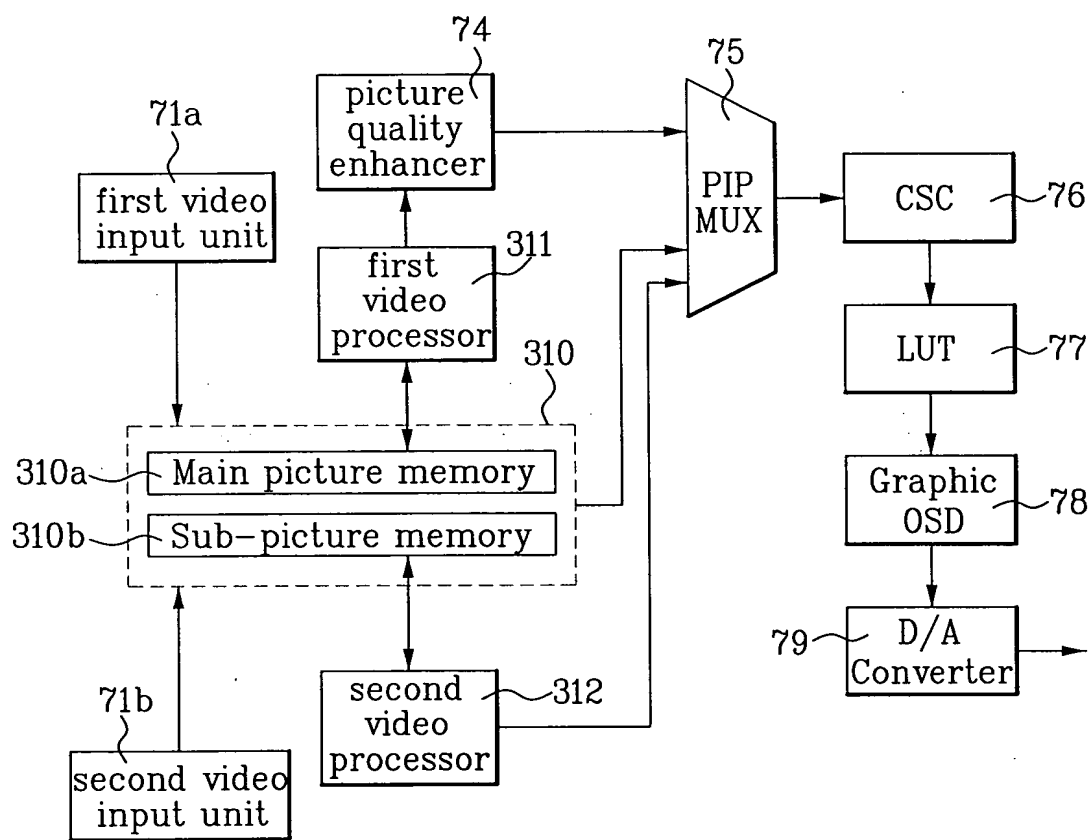 74
picture
quality
enhancer
75
PIP
MUX
71a
first video
input unit
CSC
76
311
first
video
processor
LUT
77
310
310a
Main picture memory
310b
Sub-picture memory
Graphic
OSD
78
79
D/A
Converter
312
second
video
processor
71b
second video
input unit